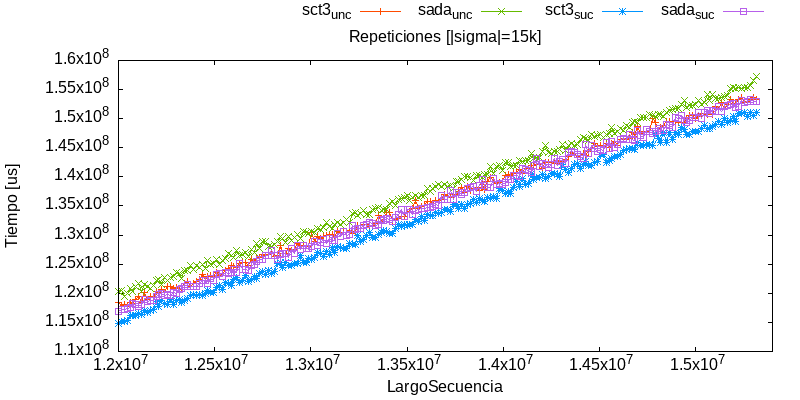 sct3unc sadaunc sct3suc sadasuc
Repeticiones [|sigma|=15k]
Tiempo [us]
1.6x10^8
1.55x10^8
1.5x10^8
1.45x10^8
1.4x10^8
1.35x10^8
1.3x10^8
1.25x10^8
1.2x10^8
1.15x10^8
1.1x10^8
1.2x10^7 1.25x10^7 1.3x10^7 1.35x10^7 1.4x10^7 1.45x10^7 1.5x10^7
LargoSecuencia